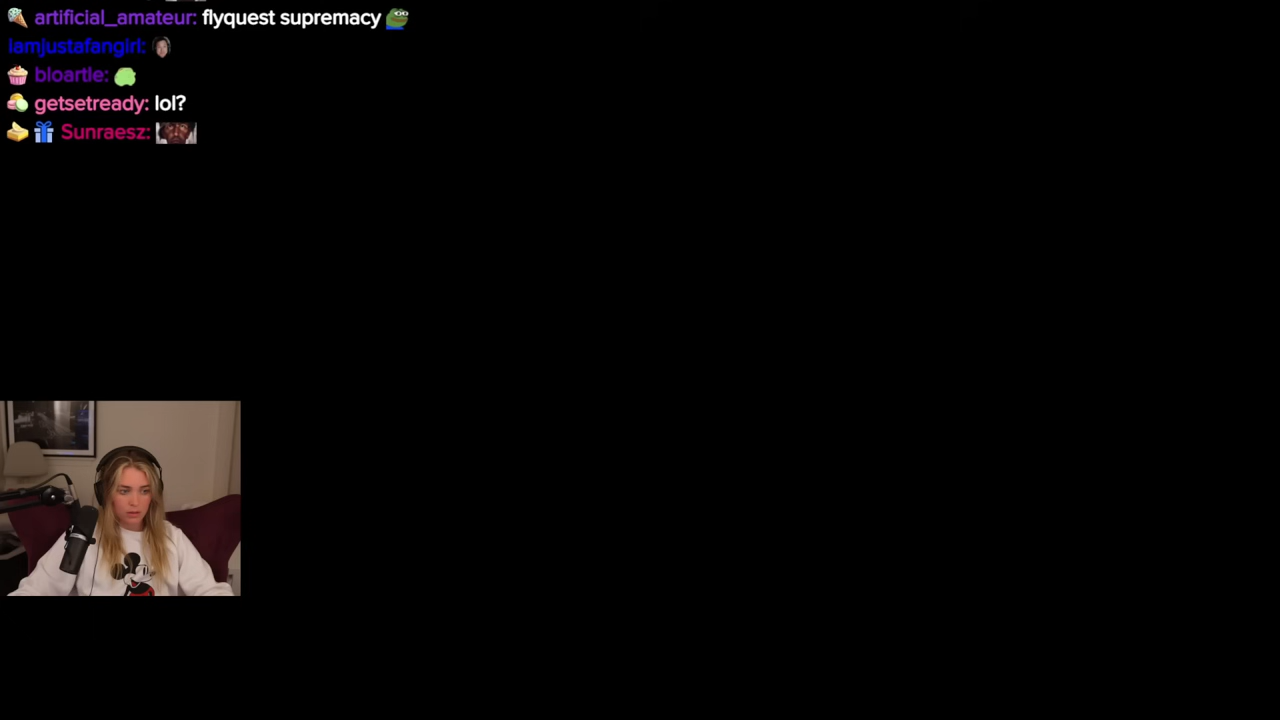 artificial_amateur: flyquest supremacy
iamjustafangirl:
bloartle:
getsetready: lol?
Sunraesz: